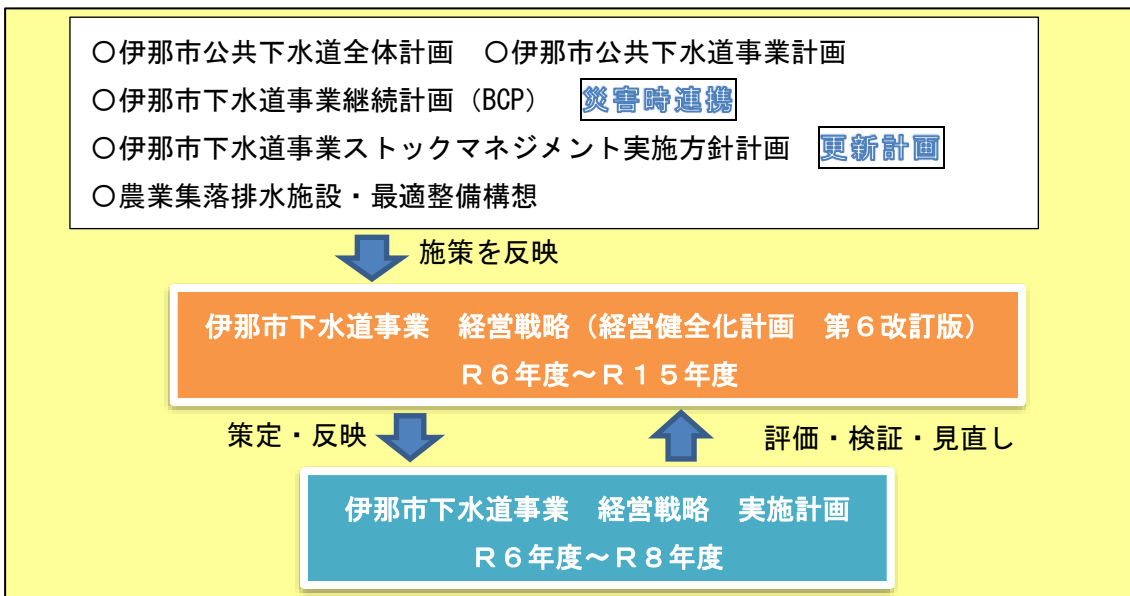 〇伊那市公共下水道全体計画　〇伊那市公共下水道事業計画
〇伊那市下水道事業継続計画（BCP）　災害時連携
〇伊那市下水道事業ストックマネジメント実施方針計画　更新計画
〇農業集落排水施設・最適整備構想
施策を反映
伊那市下水道事業　経営戦略（経営健全化計画　第６改訂版）
Ｒ６年度～Ｒ１５年度
策定・反映
評価・検証・見直し
伊那市下水道事業　経営戦略　実施計画
Ｒ６年度～Ｒ８年度